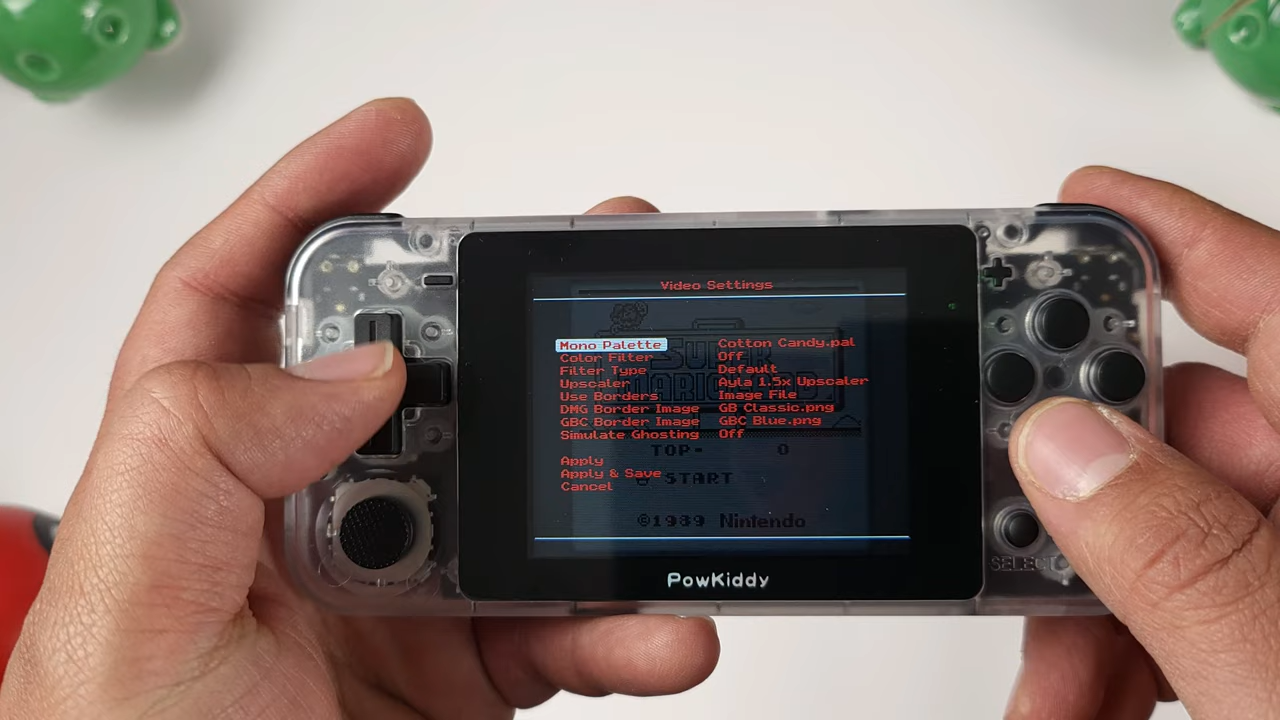 Video Settings
Mono Palette Cotton Candy.pal
Color Filter Off
Filter Type Default
Upscaler Ayla 1.5x Upscaler
Use Borders Image File
DMG Border Image GB Classic.png
GBC Border Image GBC Blue.png
Simulate Ghosting Off
Apply
Apply & Save
Cancel
SUPER
MARIOLAND
TOP- 0
START
©1989 Nintendo
PowKiddy
SELECT